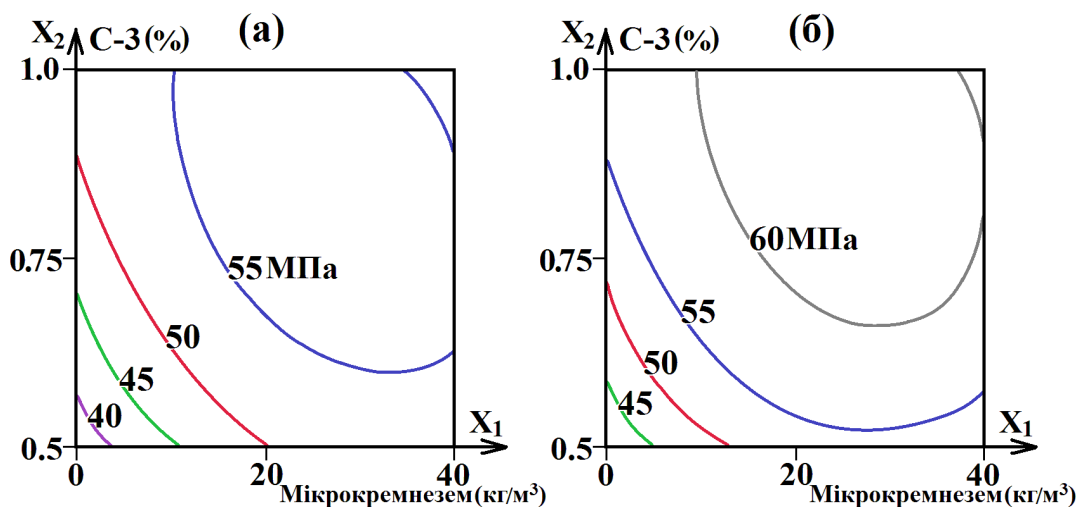 (а)
X₂ С-3 (%)
1.0
0.75
55 МПа
50
45
40
0.5
X₁
0 20 40
Мікрокремнезем (кг/м³)
(б)
X₂ С-3 (%)
1.0
60 МПа
0.75
55
50
45
0.5
X₁
0 20 40
Мікрокремнезем (кг/м³)